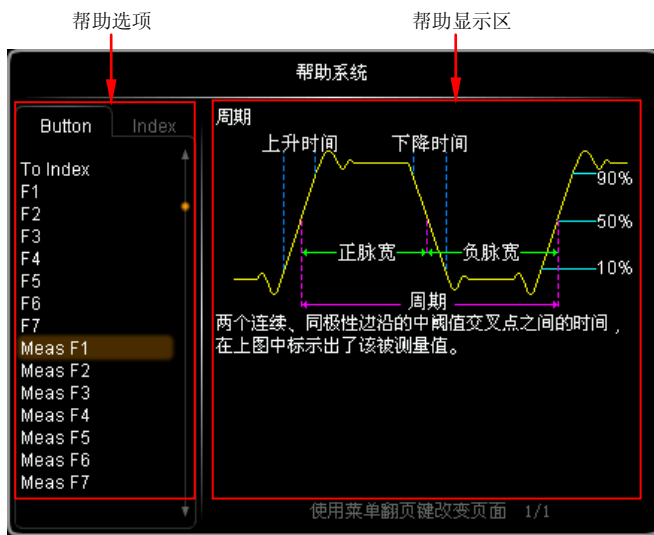 帮助选项
帮助显示区
帮助系统
Button
Index
To Index
F1
F2
F3
F4
F5
F6
F7
Meas F1
Meas F2
Meas F3
Meas F4
Meas F5
Meas F6
Meas F7
周期
上升时间
下降时间
90%
50%
正脉宽
负脉宽
10%
周期
两个连续、同极性边沿的中阈值交叉点之间的时间，
在上图中标示出了该被测量值。
使用菜单翻页键改变页面 1/1